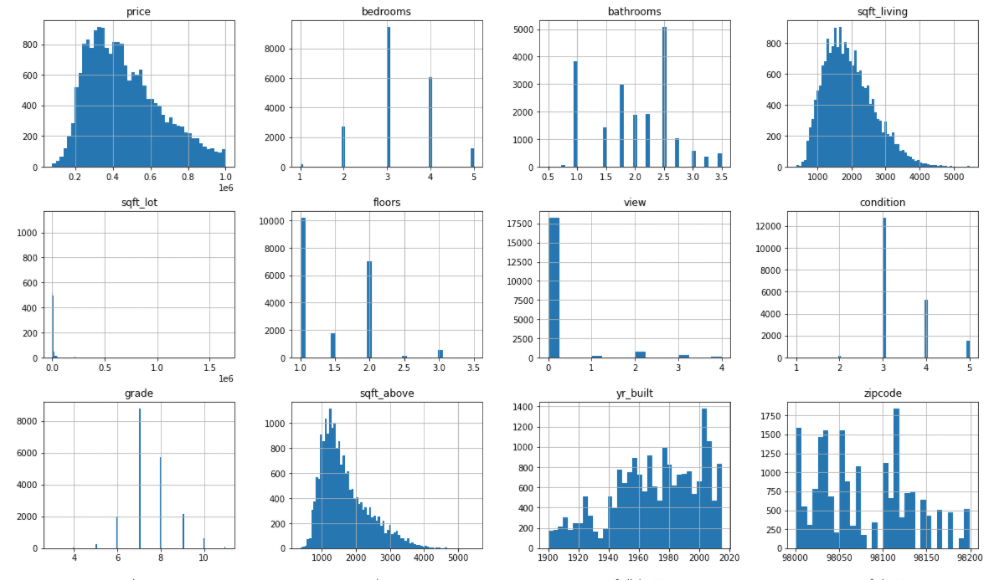 price bedrooms bathrooms sqft_living
800 600 400 200 0
0.2 0.4 0.6 0.8 1.0
1e6
8000 6000 4000 2000 0
1 2 3 4 5
5000 4000 3000 2000 1000 0
0.5 1.0 1.5 2.0 2.5 3.0 3.5
800 600 400 200 0
1000 2000 3000 4000 5000
sqft_lot floors view condition
1000 800 600 400 200 0
0.0 0.5 1.0 1.5
1e6
10000 8000 6000 4000 2000 0
1.0 1.5 2.0 2.5 3.0 3.5
17500 15000 12500 10000 7500 5000 2500 0
0 1 2 3 4
12000 10000 8000 6000 4000 2000 0
1 2 3 4 5
grade sqft_above yr_built zipcode
8000 6000 4000 2000 0
4 6 8 10
1000 800 600 400 200 0
1000 2000 3000 4000 5000
1400 1200 1000 800 600 400 200 0
1900 1920 1940 1960 1980 2000 2020
1750 1500 1250 1000 750 500 250 0
98000 98050 98100 98150 98200